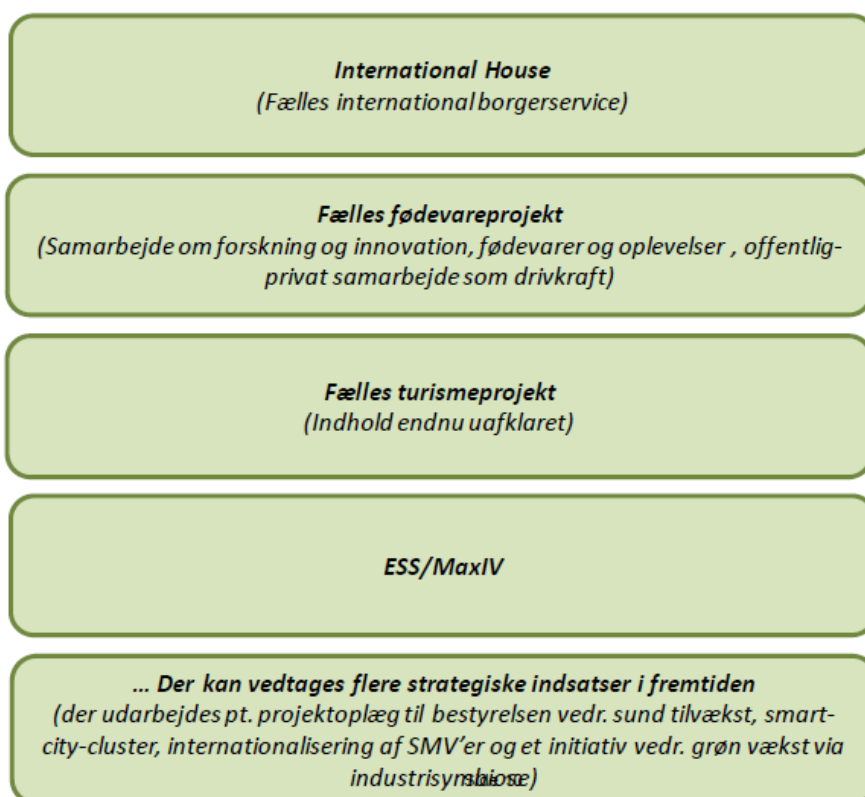 International House
(Fælles international borgerservice)
Fælles fødevareprojekt
(Samarbejde om forskning og innovation, fødevarer og oplevelser , offentlig-
privat samarbejde som drivkraft)
Fælles turismeprojekt
(Indhold endnu uafklaret)
ESS/MaxIV
... Der kan vedtages flere strategiske indsatser i fremtiden
(der udarbejdes pt. projektoplæg til bestyrelsen vedr. sund tilvækst, smart-
city-cluster, internationalisering af SMV'er og et initiativ vedr. grøn vækst via
industrisymbiose)